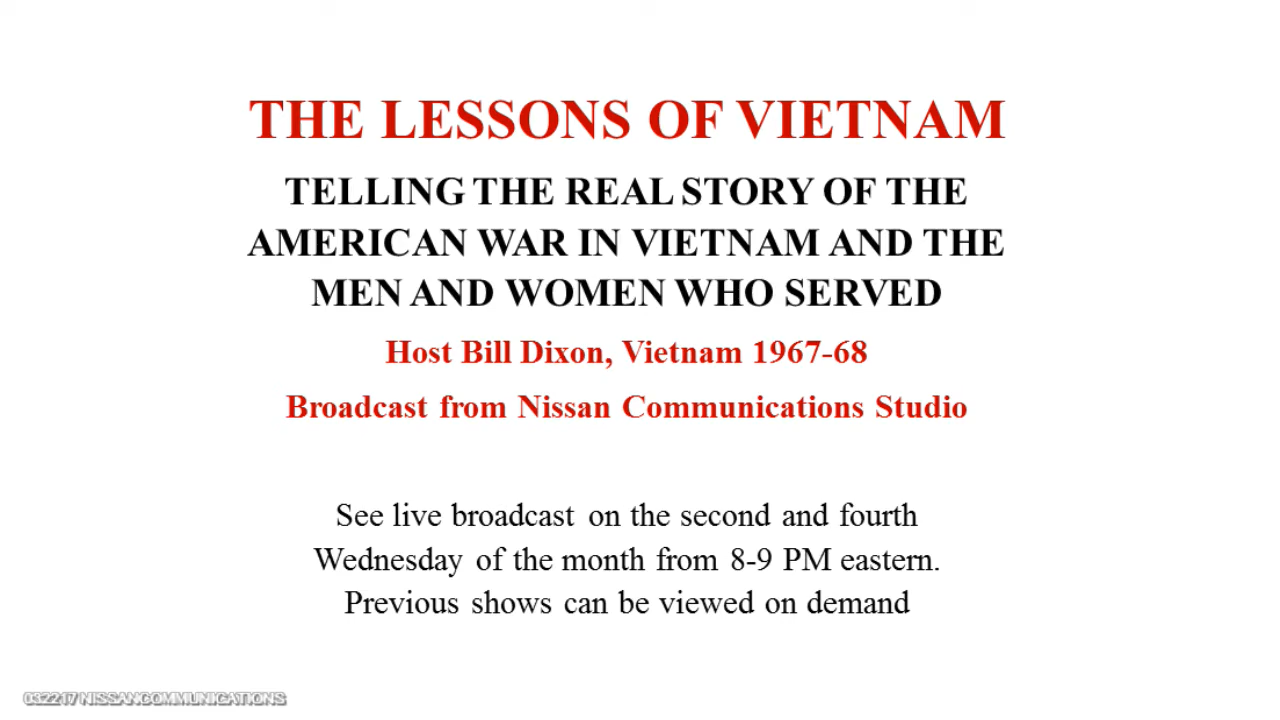 THE LESSONS OF VIETNAM
TELLING THE REAL STORY OF THE
AMERICAN WAR IN VIETNAM AND THE
MEN AND WOMEN WHO SERVED
Host Bill Dixon, Vietnam 1967-68
Broadcast from Nissan Communications Studio
See live broadcast on the second and fourth
Wednesday of the month from 8-9 PM eastern.
Previous shows can be viewed on demand
032217 NISSANCOMMUNICATIONS